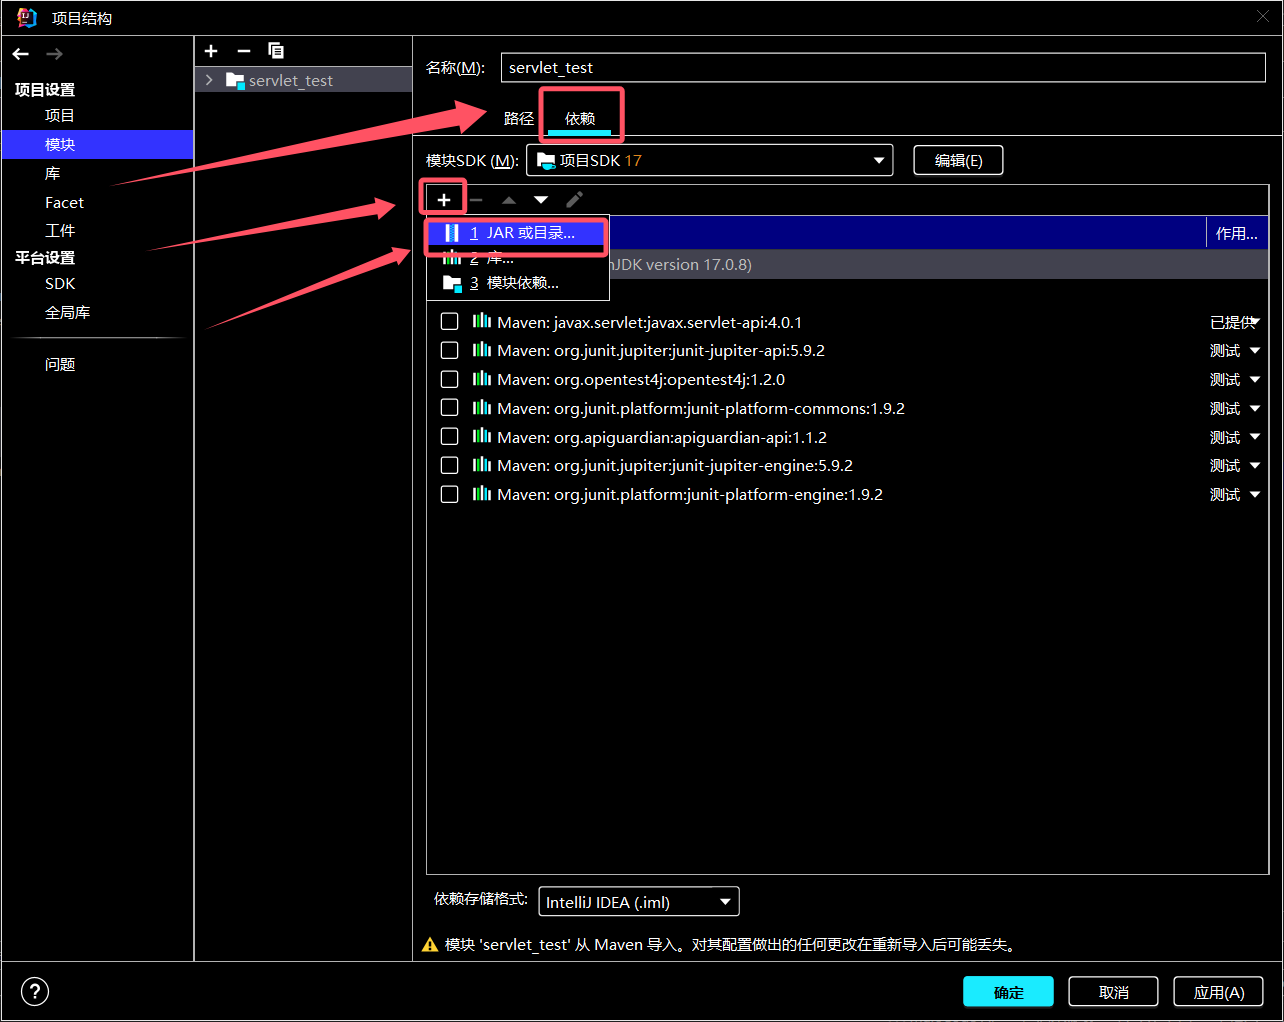 项目结构
项目设置
项目
模块
库
Facet
工件
平台设置
SDK
全局库
问题
servlet_test
名称(M):
servlet_test
路径
依赖
模块SDK (M):
项目SDK 17
编辑(E)
1 JAR 或目录...
2 库...
3 模块依赖...
作用...
JDK version 17.0.8)
Maven: javax.servlet:javax.servlet-api:4.0.1
已提供
Maven: org.junit.jupiter:junit-jupiter-api:5.9.2
测试
Maven: org.opentest4j:opentest4j:1.2.0
测试
Maven: org.junit.platform:junit-platform-commons:1.9.2
测试
Maven: org.apiguardian:apiguardian-api:1.1.2
测试
Maven: org.junit.jupiter:junit-jupiter-engine:5.9.2
测试
Maven: org.junit.platform:junit-platform-engine:1.9.2
测试
依赖存储格式:
IntelliJ IDEA (.iml)
模块 'servlet_test' 从 Maven 导入。对其配置做出的任何更改在重新导入后可能丢失。
?
确定
取消
应用(A)